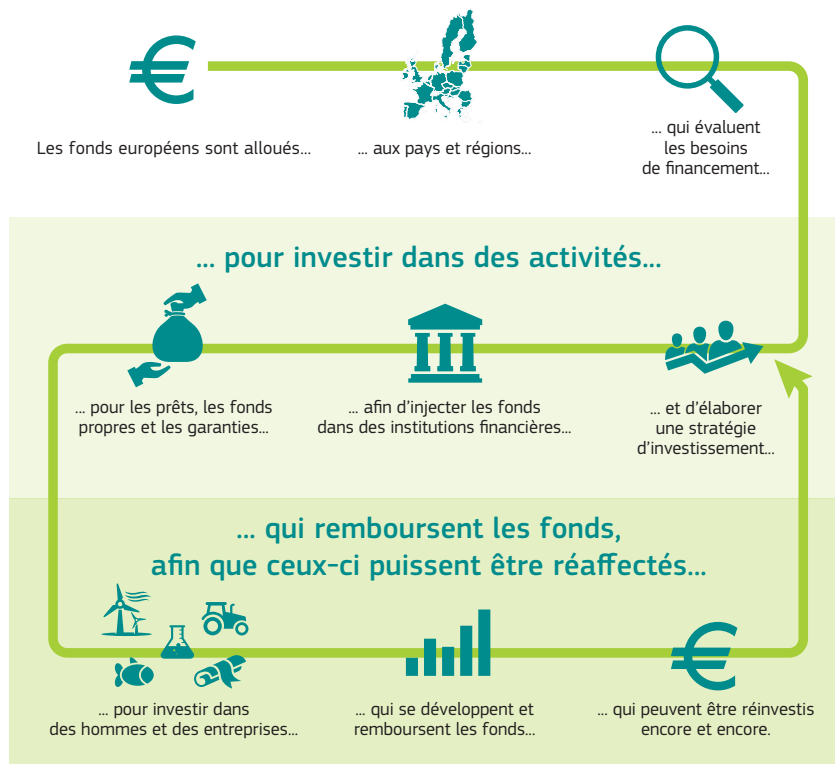 Les fonds européens sont alloués...
... aux pays et régions...
... qui évaluent
les besoins
de financement...
... pour investir dans des activités...
... pour les prêts, les fonds
propres et les garanties...
... afin d'injecter les fonds
dans des institutions financières...
... et d'élaborer
une stratégie
d'investissement...
... qui remboursent les fonds,
afin que ceux-ci puissent être réaffectés...
... pour investir dans
des hommes et des entreprises...
... qui se développent et
remboursent les fonds...
... qui peuvent être réinvestis
encore et encore.